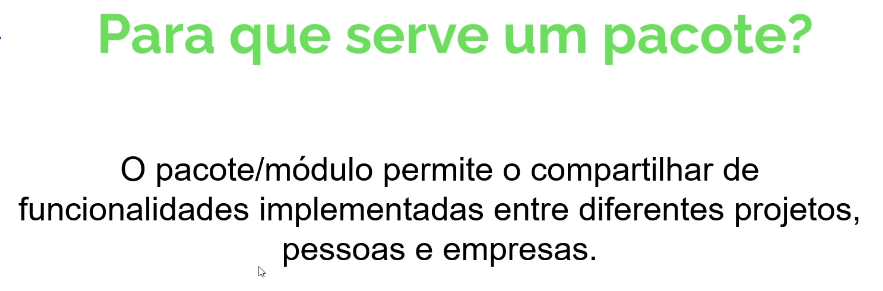 Para que serve um pacote?
O pacote/módulo permite o compartilhar de
funcionalidades implementadas entre diferentes projetos,
pessoas e empresas.